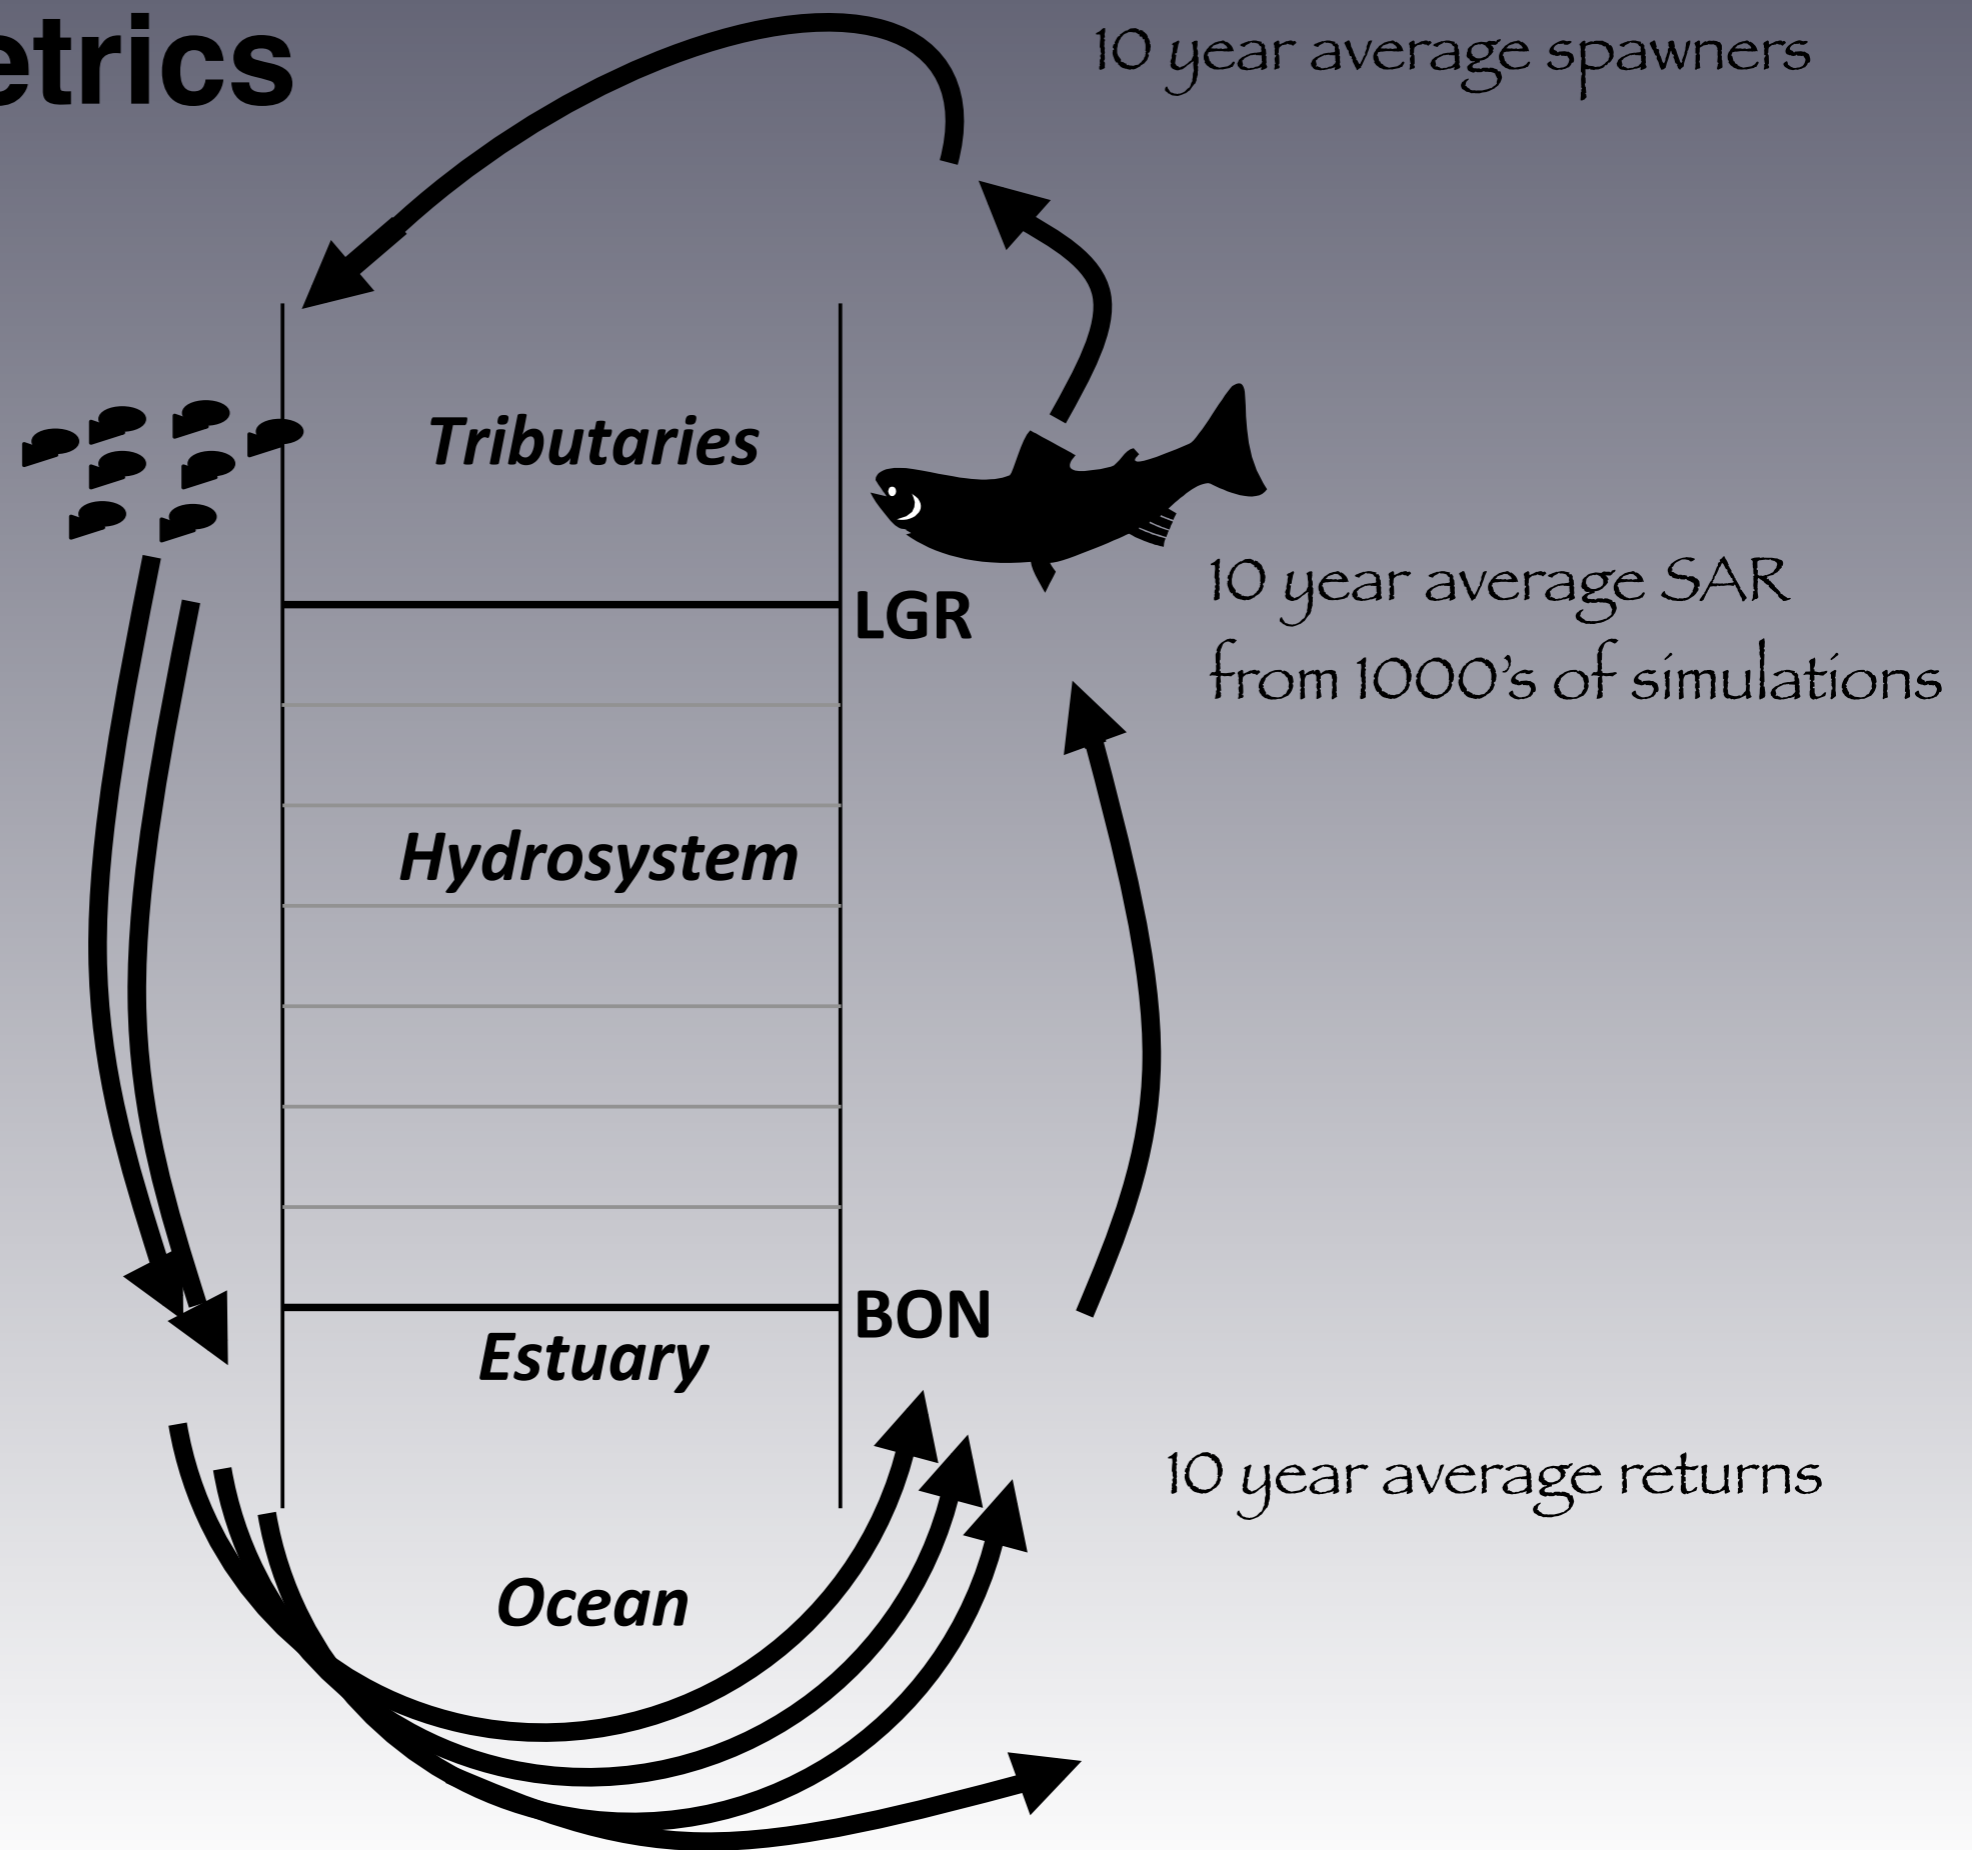 etrics
10 year average spawners
Tributaries
LGR
10 year average SAR
from 1000's of simulations
Hydrosystem
BON
Estuary
10 year average returns
Ocean